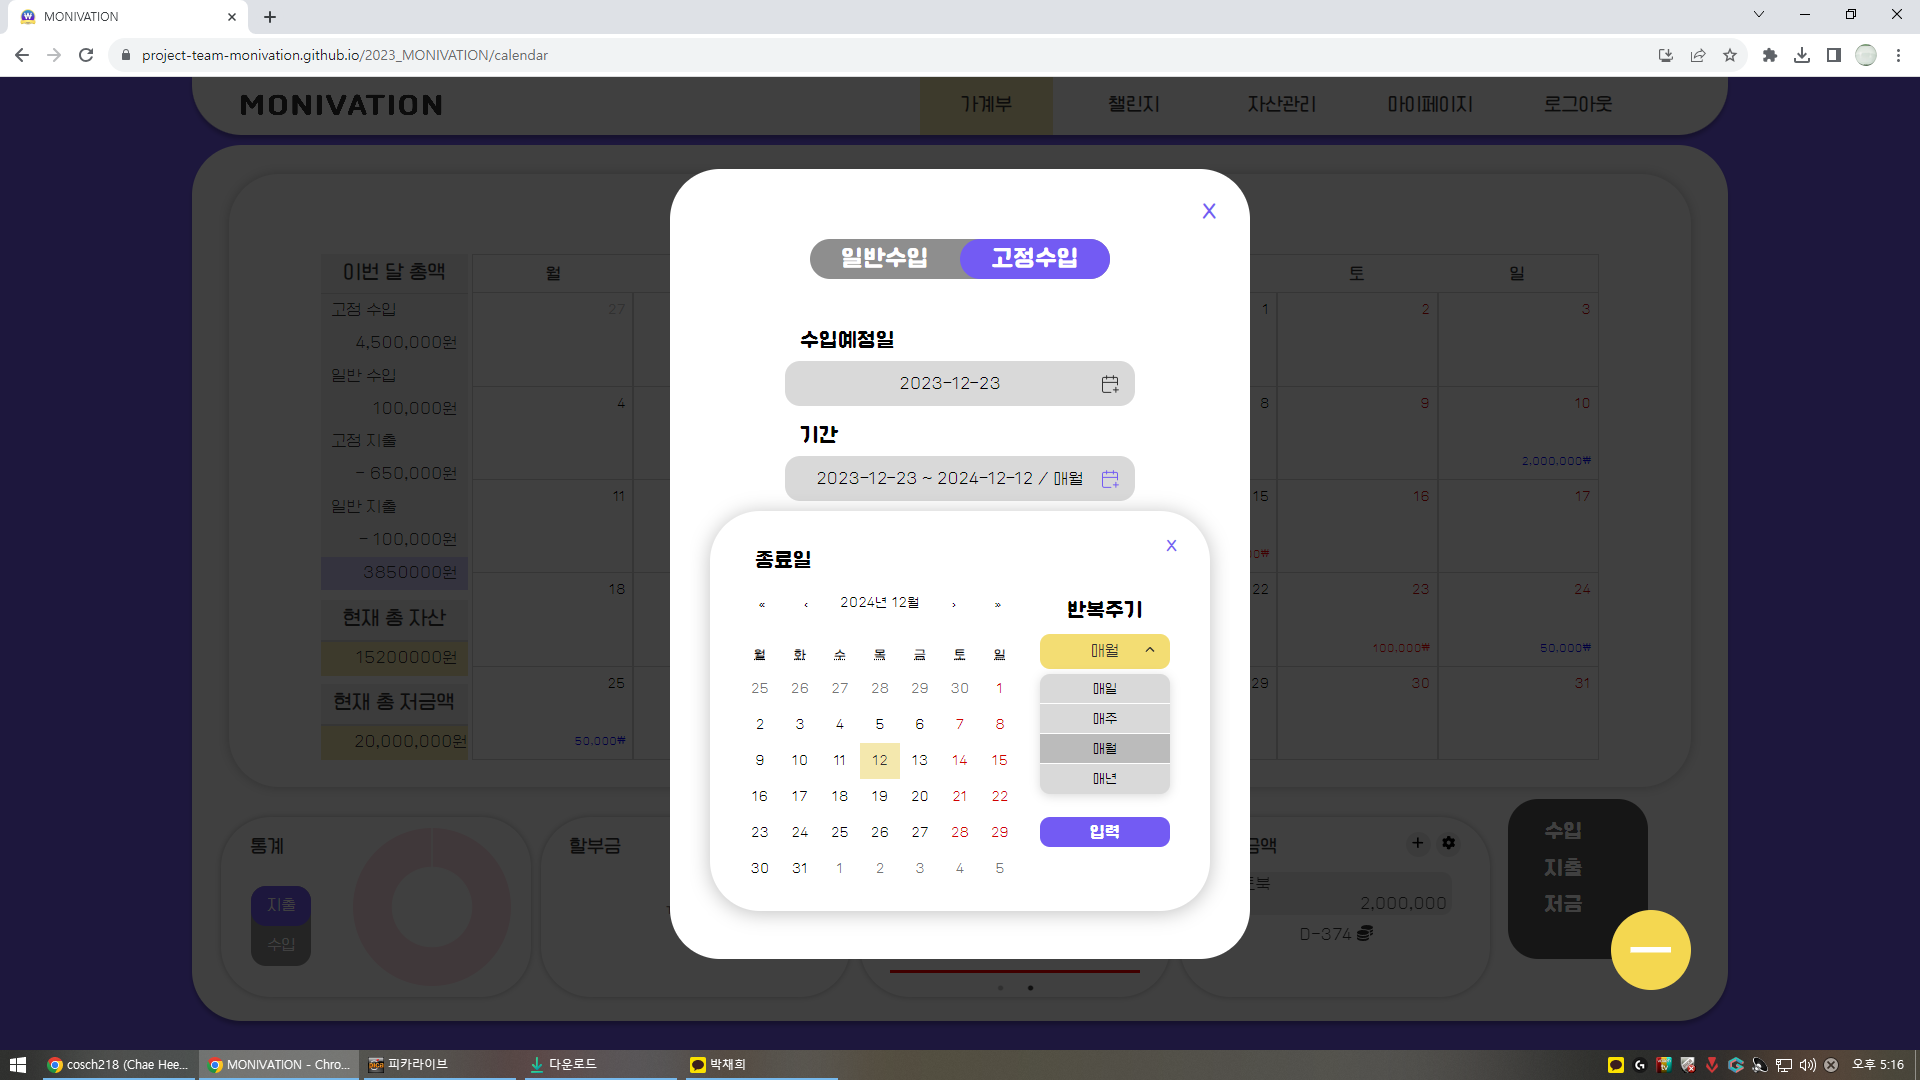 MONIVATION
project-team-monivation.github.io/2023_MONIVATION/calendar
MONIVATION
가계부
챌린지
자산관리
마이페이지
로그아웃
X
일반수입 고정수입
수입예정일
2023-12-23
기간
2023-12-23 ~ 2024-12-12 / 매월
X
종료일
« ‹ 2024년 12월 › »
월 화 수 목 금 토 일
25 26 27 28 29 30 1
2 3 4 5 6 7 8
9 10 11 12 13 14 15
16 17 18 19 20 21 22
23 24 25 26 27 28 29
30 31 1 2 3 4 5
반복주기
매월
매일
매주
매월
매년
입력
이번 달 총액
고정 수입
4,500,000원
일반 수입
100,000원
고정 지출
- 650,000원
일반 지출
- 100,000원
3850000원
현재 총 자산
15200000원
현재 총 저금액
20,000,000원
월 토 일
27 1 2 3
4 8 9 10
2,000,000₩
11 15 16 17
18 22 23 24
100,000₩ 50,000₩
25 29 30 31
50,000₩
통계
지출
수입
할부금
2,000,000
D-374
수입
지출
저금
cosch218 (Chae Hee...
MONIVATION - Chro...
피카라이브
다운로드
박채희
오후 5:16